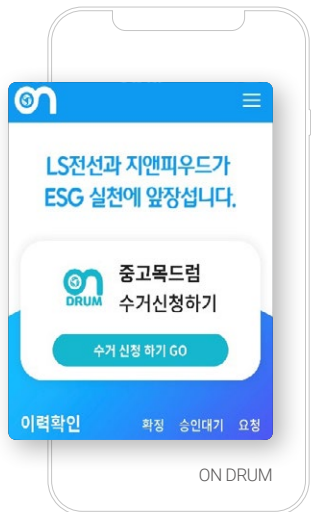 on
LS전선과 지앤피우드가
ESG 실천에 앞장섭니다.
on
DRUM
중고목드럼
수거신청하기
수거 신청 하기 GO
이력확인
확정 승인대기 요청
ON DRUM